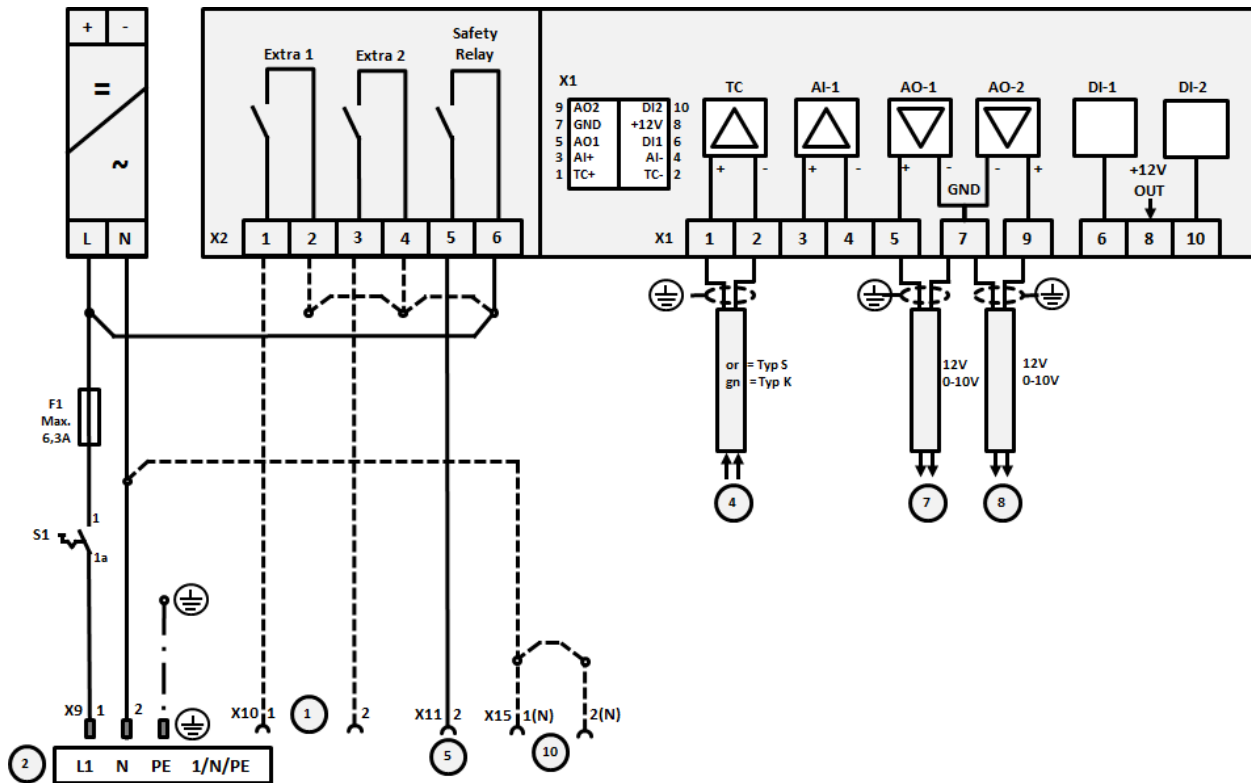 + -
=
~
L N
Extra 1 Extra 2 Safety
Relay
X2 1 2 3 4 5 6
X1
9 AO2 DI2 10
7 GND +12V 8
5 AO1 DI1 6
3 AI+ AI- 4
1 TC+ TC- 2
TC AI-1 AO-1 AO-2 DI-1 DI-2
+ - + - + - - +
GND
+12V
OUT
X1 1 2 3 4 5 7 9 6 8 10
or = Typ S
gn = Typ K
12V
0-10V
12V
0-10V
4 7 8
F1
Max.
6,3A
S1 1
1a
X9 1 2
X10 1 1 2
X11 2
X15 1(N) 2(N)
5 10
2 L1 N PE 1/N/PE